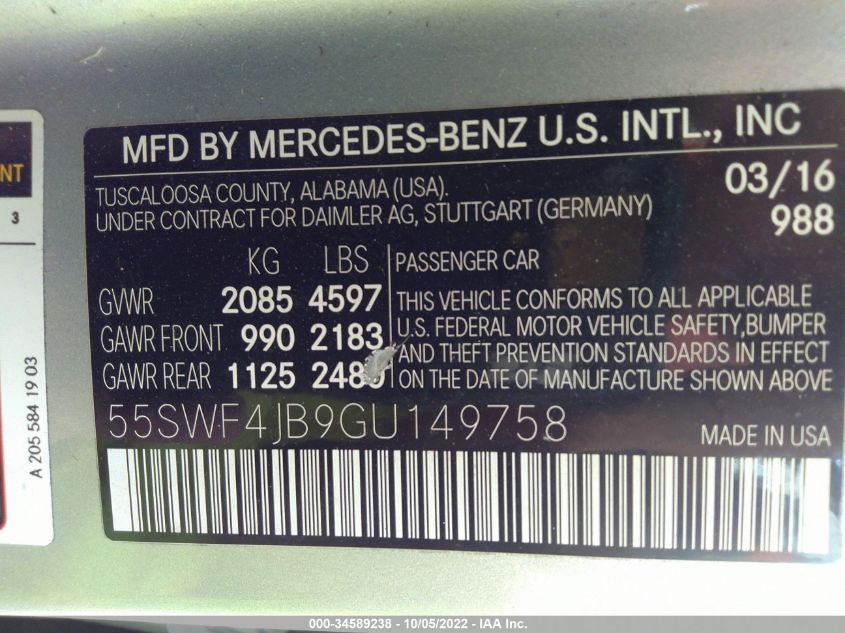 MFD BY MERCEDES-BENZ U.S. INTL., INC
TUSCALOOSA COUNTY, ALABAMA (USA).
03/16
UNDER CONTRACT FOR DAIMLER AG, STUTTGART (GERMANY)
988
KG LBS
GVWR 2085 4597
GAWR FRONT 990 2183
GAWR REAR 1125
PASSENGER CAR
THIS VEHICLE CONFORMS TO ALL APPLICABLE
U.S. FEDERAL MOTOR VEHICLE SAFETY,BUMPER
AND THEFT PREVENTION STANDARDS IN EFFECT
ON THE DATE OF MANUFACTURE SHOWN ABOVE
55SWF4JB9GU149758
MADE IN USA
3
A 205 584 19 03
000-34589238 - 10/05/2022 - IAA Inc.